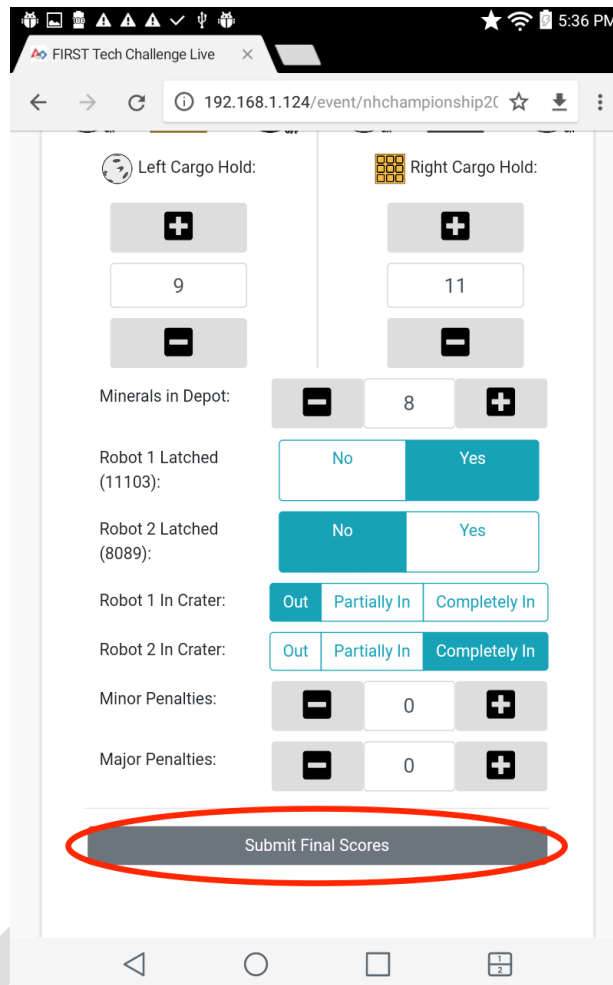 5:36 PM
FIRST Tech Challenge Live
192.168.1.124/event/nhchampionship20
Left Cargo Hold: Right Cargo Hold:
9 11
Minerals in Depot: 8
Robot 1 Latched No Yes
(11103):
Robot 2 Latched No Yes
(8089):
Robot 1 In Crater: Out Partially In Completely In
Robot 2 In Crater: Out Partially In Completely In
Minor Penalties: 0
Major Penalties: 0
Submit Final Scores
1
2